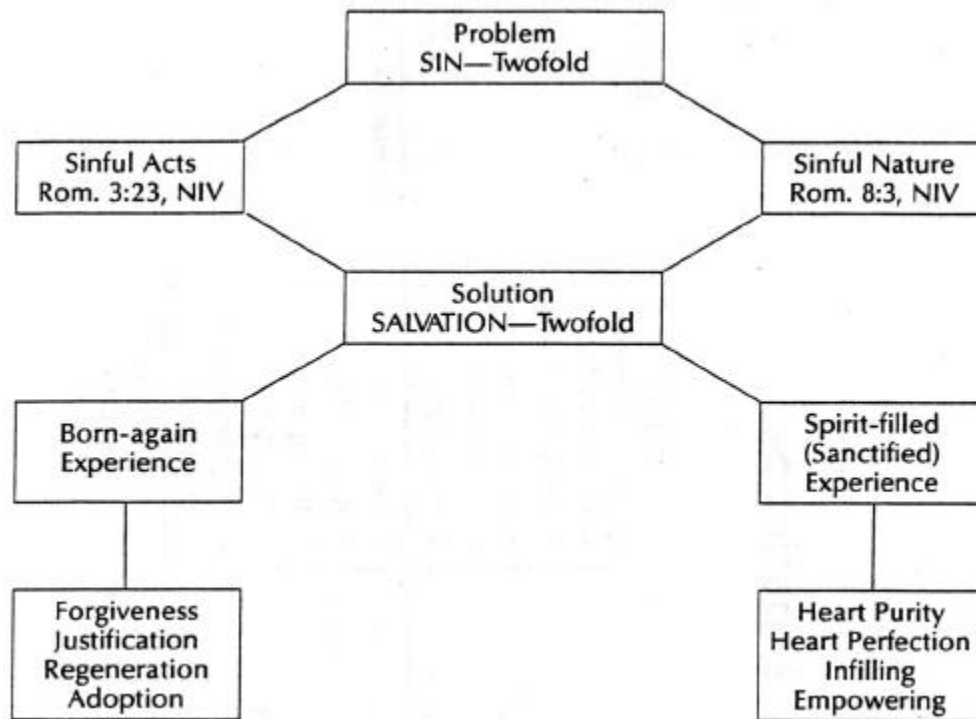 Problem
SIN—Twofold
Sinful Acts
Rom. 3:23, NIV
Sinful Nature
Rom. 8:3, NIV
Solution
SALVATION—Twofold
Born-again
Experience
Spirit-filled
(Sanctified)
Experience
Forgiveness
Justification
Regeneration
Adoption
Heart Purity
Heart Perfection
Infilling
Empowering